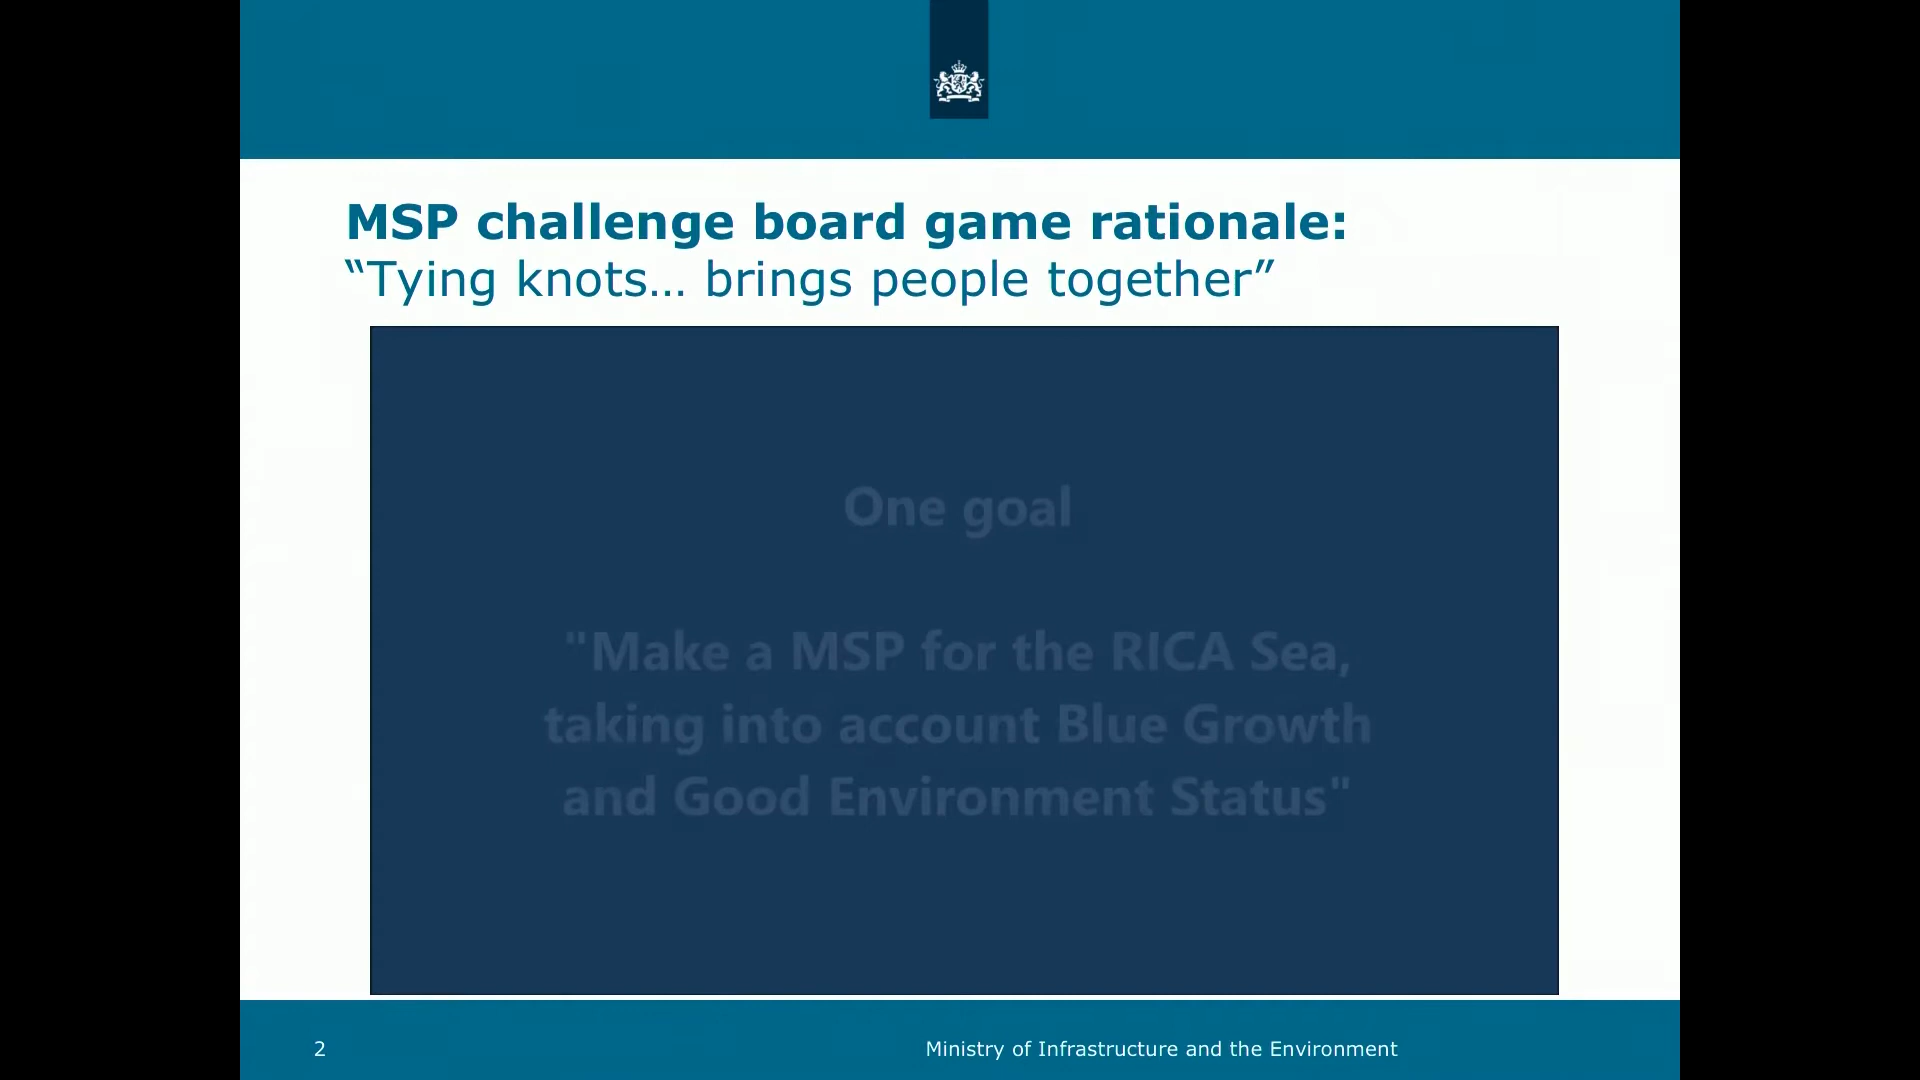 MSP challenge board game rationale:
“Tying knots… brings people together”
One goal
"Make a MSP for the RICA Sea,
taking into account Blue Growth
and Good Environment Status"
2
Ministry of Infrastructure and the Environment